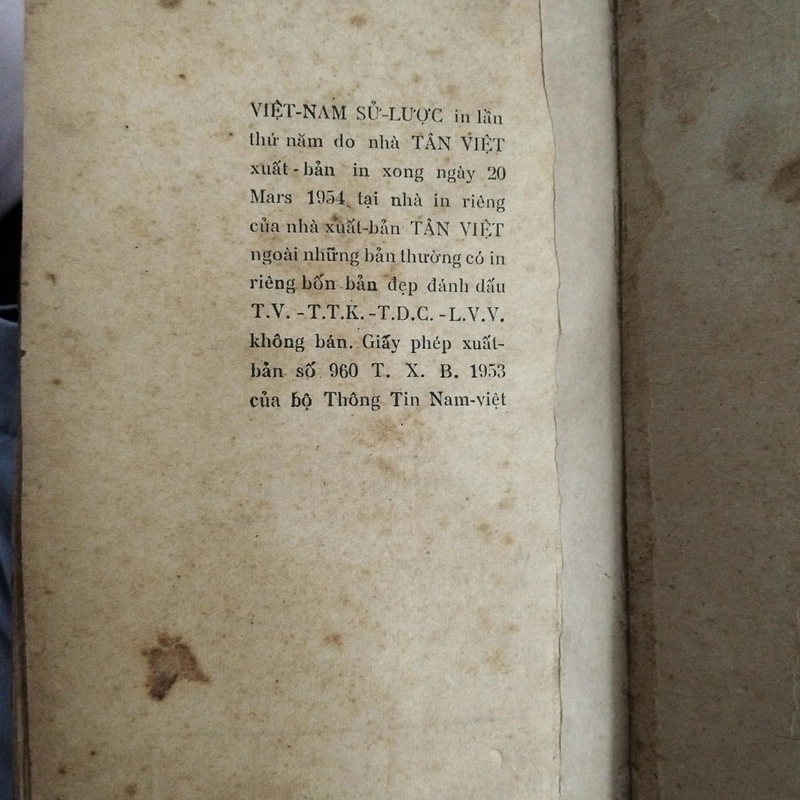 VIỆT-NAM SỬ-LƯỢC in lần
thứ năm do nhà TÂN VIỆT
xuất-bản in xong ngày 20
Mars 1954 tại nhà in riêng
của nhà xuất-bản TÂN VIỆT
ngoài những bản thường có in
riêng bốn bản đẹp đánh dấu
T.V. -T.T.K. -T.D.C. -L.V.V.
không bán. Giấy phép xuất-
bản số 960 T. X. B. 1953
của bộ Thông Tin Nam-việt